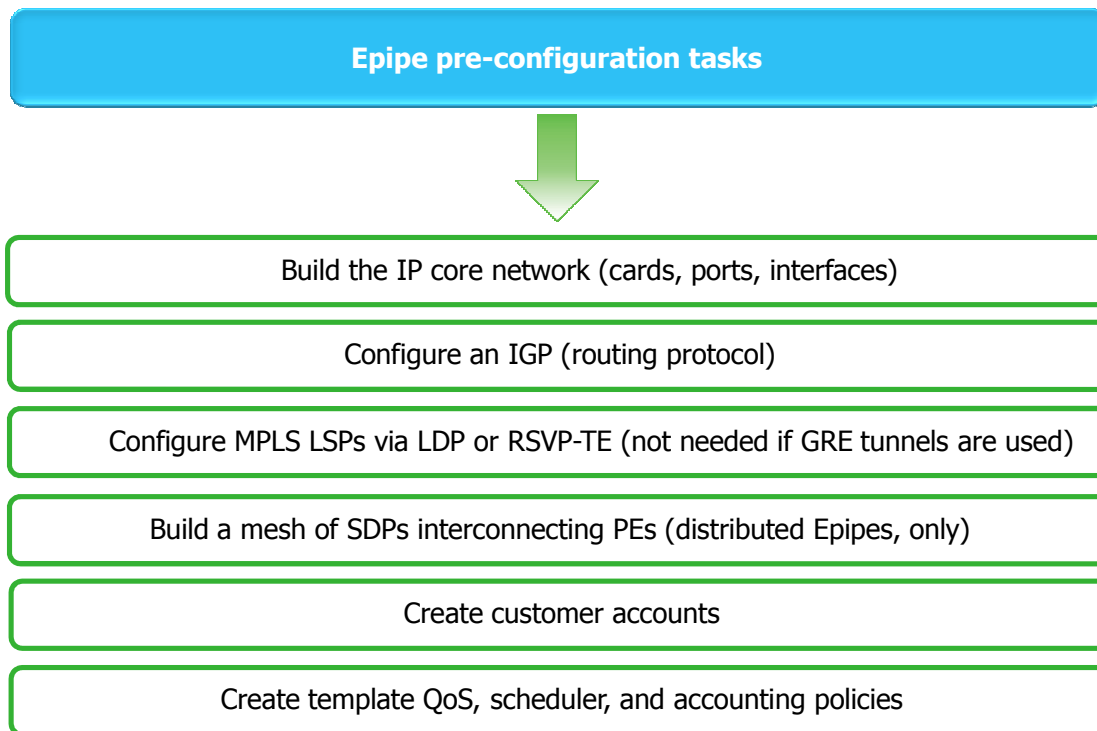 Epipe pre-configuration tasks
Build the IP core network (cards, ports, interfaces)
Configure an IGP (routing protocol)
Configure MPLS LSPs via LDP or RSVP-TE (not needed if GRE tunnels are used)
Build a mesh of SDPs interconnecting PEs (distributed Epipes, only)
Create customer accounts
Create template QoS, scheduler, and accounting policies